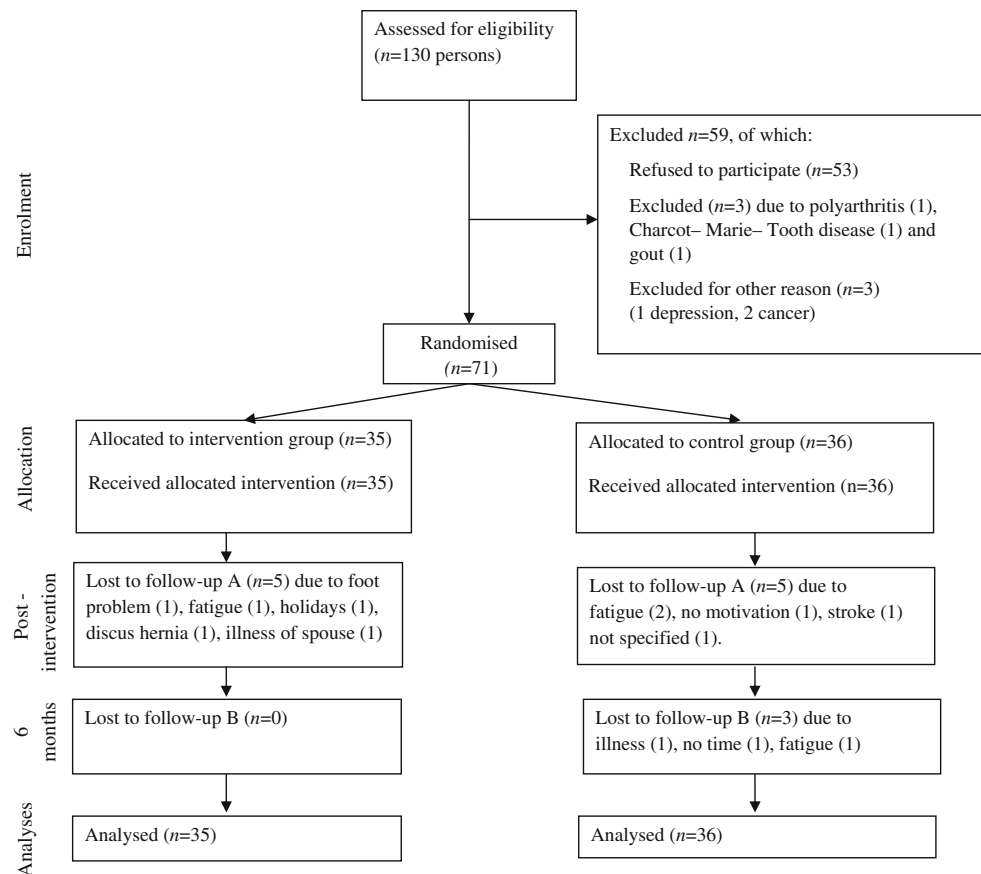 Assessed for eligibility
(n=130 persons)
Enrolment
Excluded n=59, of which:
Refused to participate (n=53)
Excluded (n=3) due to polyarthritis (1),
Charcot– Marie– Tooth disease (1) and
gout (1)
Excluded for other reason (n=3)
(1 depression, 2 cancer)
Randomised
(n=71)
Allocation
Allocated to intervention group (n=35)
Received allocated intervention (n=35)
Allocated to control group (n=36)
Received allocated intervention (n=36)
Post -
intervention
Lost to follow-up A (n=5) due to foot
problem (1), fatigue (1), holidays (1),
discus hernia (1), illness of spouse (1)
Lost to follow-up A (n=5) due to
fatigue (2), no motivation (1), stroke (1)
not specified (1).
6
months
Lost to follow-up B (n=0)
Lost to follow-up B (n=3) due to
illness (1), no time (1), fatigue (1)
Analyses
Analysed (n=35)
Analysed (n=36)